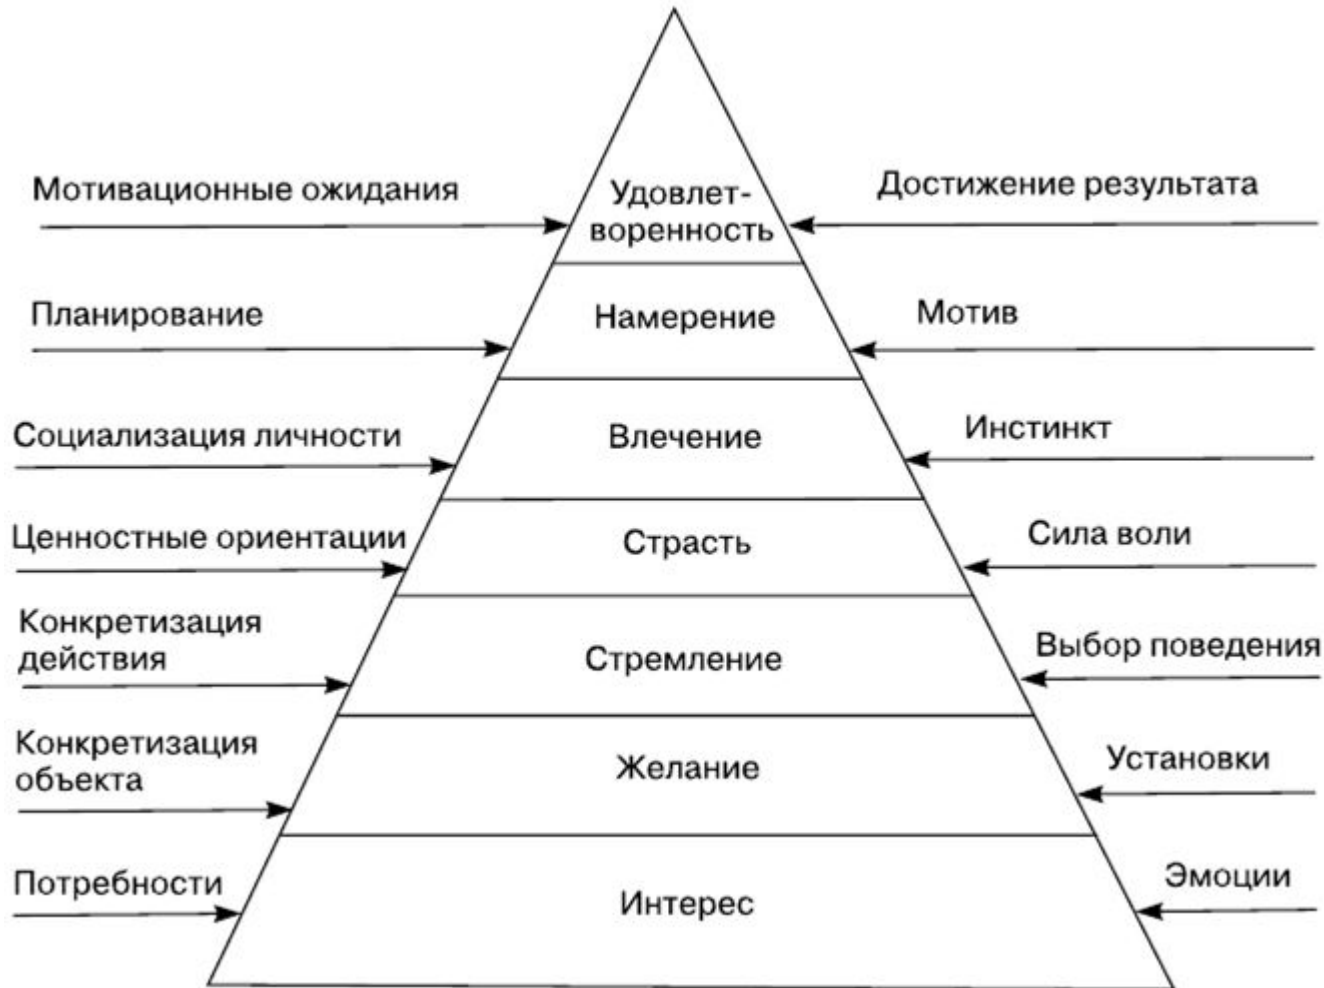 Мотивационные ожидания
Удовлет-
воренность
Достижение результата
Планирование
Намерение
Мотив
Социализация личности
Влечение
Инстинкт
Ценностные ориентации
Страсть
Сила воли
Конкретизация
действия
Стремление
Выбор поведения
Конкретизация
объекта
Желание
Установки
Потребности
Интерес
Эмоции